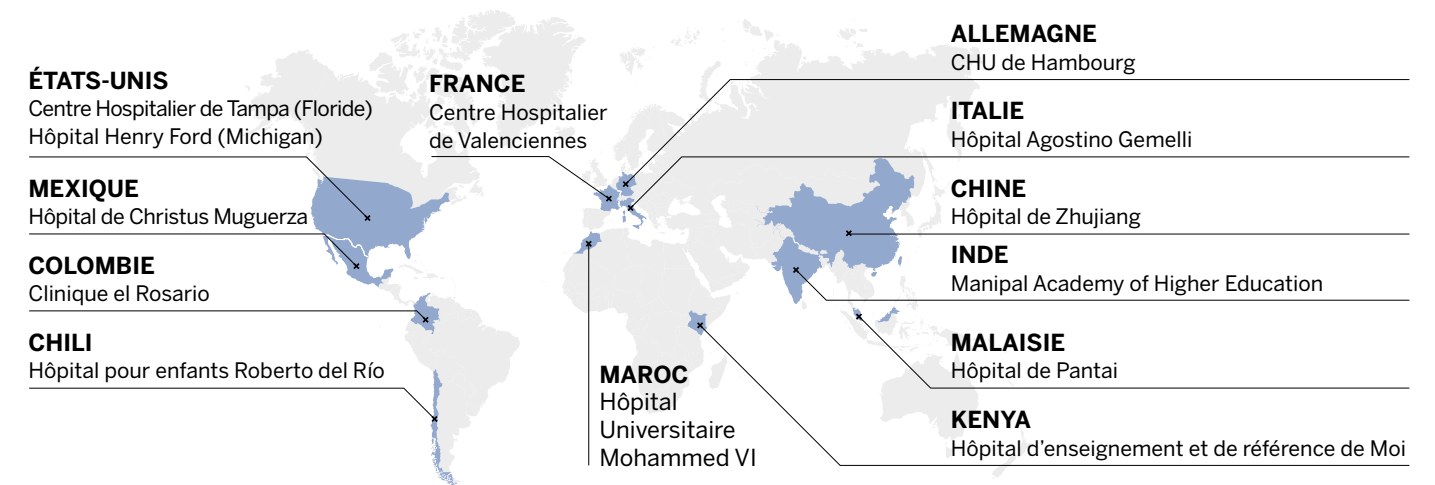 ÉTATS-UNIS
Centre Hospitalier de Tampa (Floride)
Hôpital Henry Ford (Michigan)
MEXIQUE
Hôpital de Christus Muguerza
COLOMBIE
Clinique el Rosario
CHILI
Hôpital pour enfants Roberto del Río
FRANCE
Centre Hospitalier
de Valenciennes
MAROC
Hôpital
Universitaire
Mohammed VI
ALLEMAGNE
CHU de Hambourg
ITALIE
Hôpital Agostino Gemelli
CHINE
Hôpital de Zhujiang
INDE
Manipal Academy of Higher Education
MALAISIE
Hôpital de Pantai
KENYA
Hôpital d’enseignement et de référence de Moi